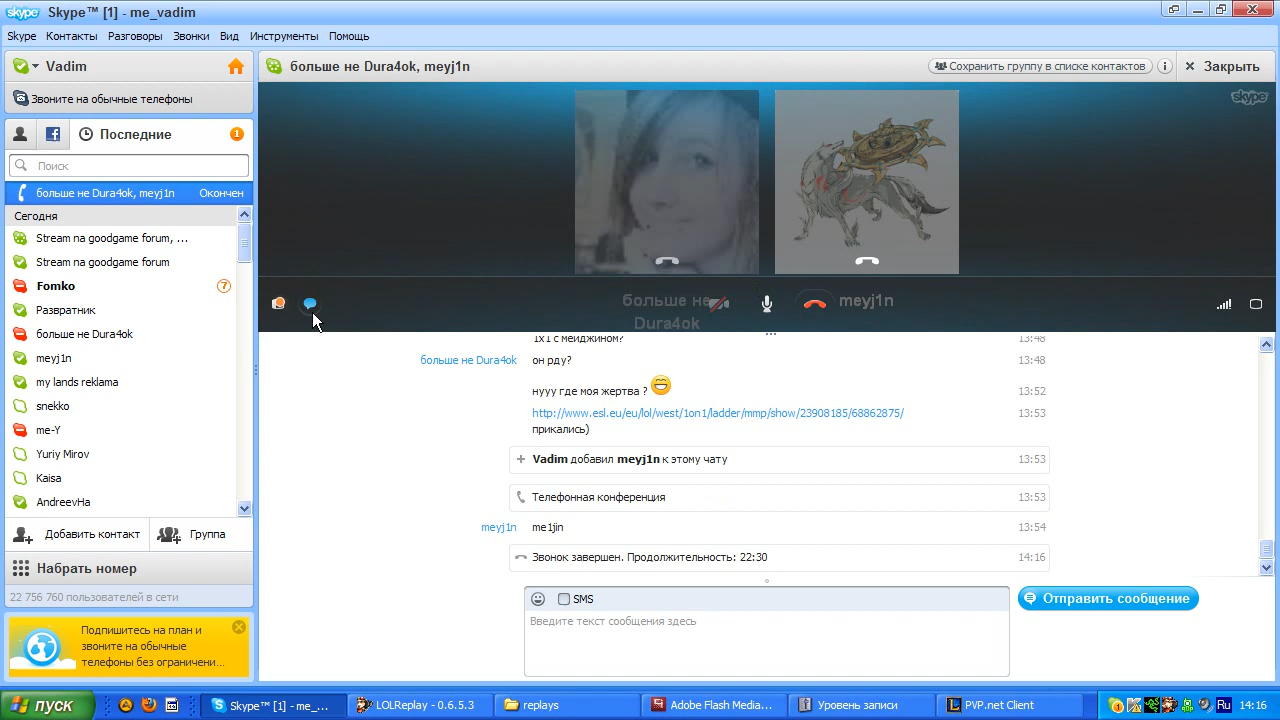 skype Skype™ [1] - me_vadim
Skype Контакты Разговоры Звонки Вид Инструменты Помощь
Vadim
Звоните на обычные телефоны
Последние 1
Поиск
больше не Dura4ok, meyj1n Окончен
Сегодня
Stream na goodgame forum, ...
Stream na goodgame forum
Fomko 7
Развратник
больше не Dura4ok
meyj1n
my lands reklama
snekko
me-Y
Yuriy Mirov
Kaisa
AndreevHa
Добавить контакт Группа
Набрать номер
22 756 760 пользователей в сети
Подпишитесь на план и
звоните на обычные
телефоны без ограничени...
больше не Dura4ok, meyj1n
Сохранить группу в списке контактов
Закрыть
skype
больше не
Dura4ok
meyj1n
1x1 с мейджином? 13:48
больше не Dura4ok он рду? 13:48
нууу где моя жертва ? 13:52
http://www.esl.eu/eu/lol/west/1on1/ladder/mmp/show/23908185/68862875/ 13:53
прикались)
Vadim добавил meyj1n к этому чату 13:53
Телефонная конференция 13:53
meyj1n me1jin 13:54
Звонок завершен. Продолжительность: 22:30 14:16
SMS
Введите текст сообщения здесь
Отправить сообщение
пуск
Skype™ [1] - me_...
LOLReplay - 0.6.5.3
replays
Adobe Flash Media...
Уровень записи
PVP.net Client
Ru 14:16